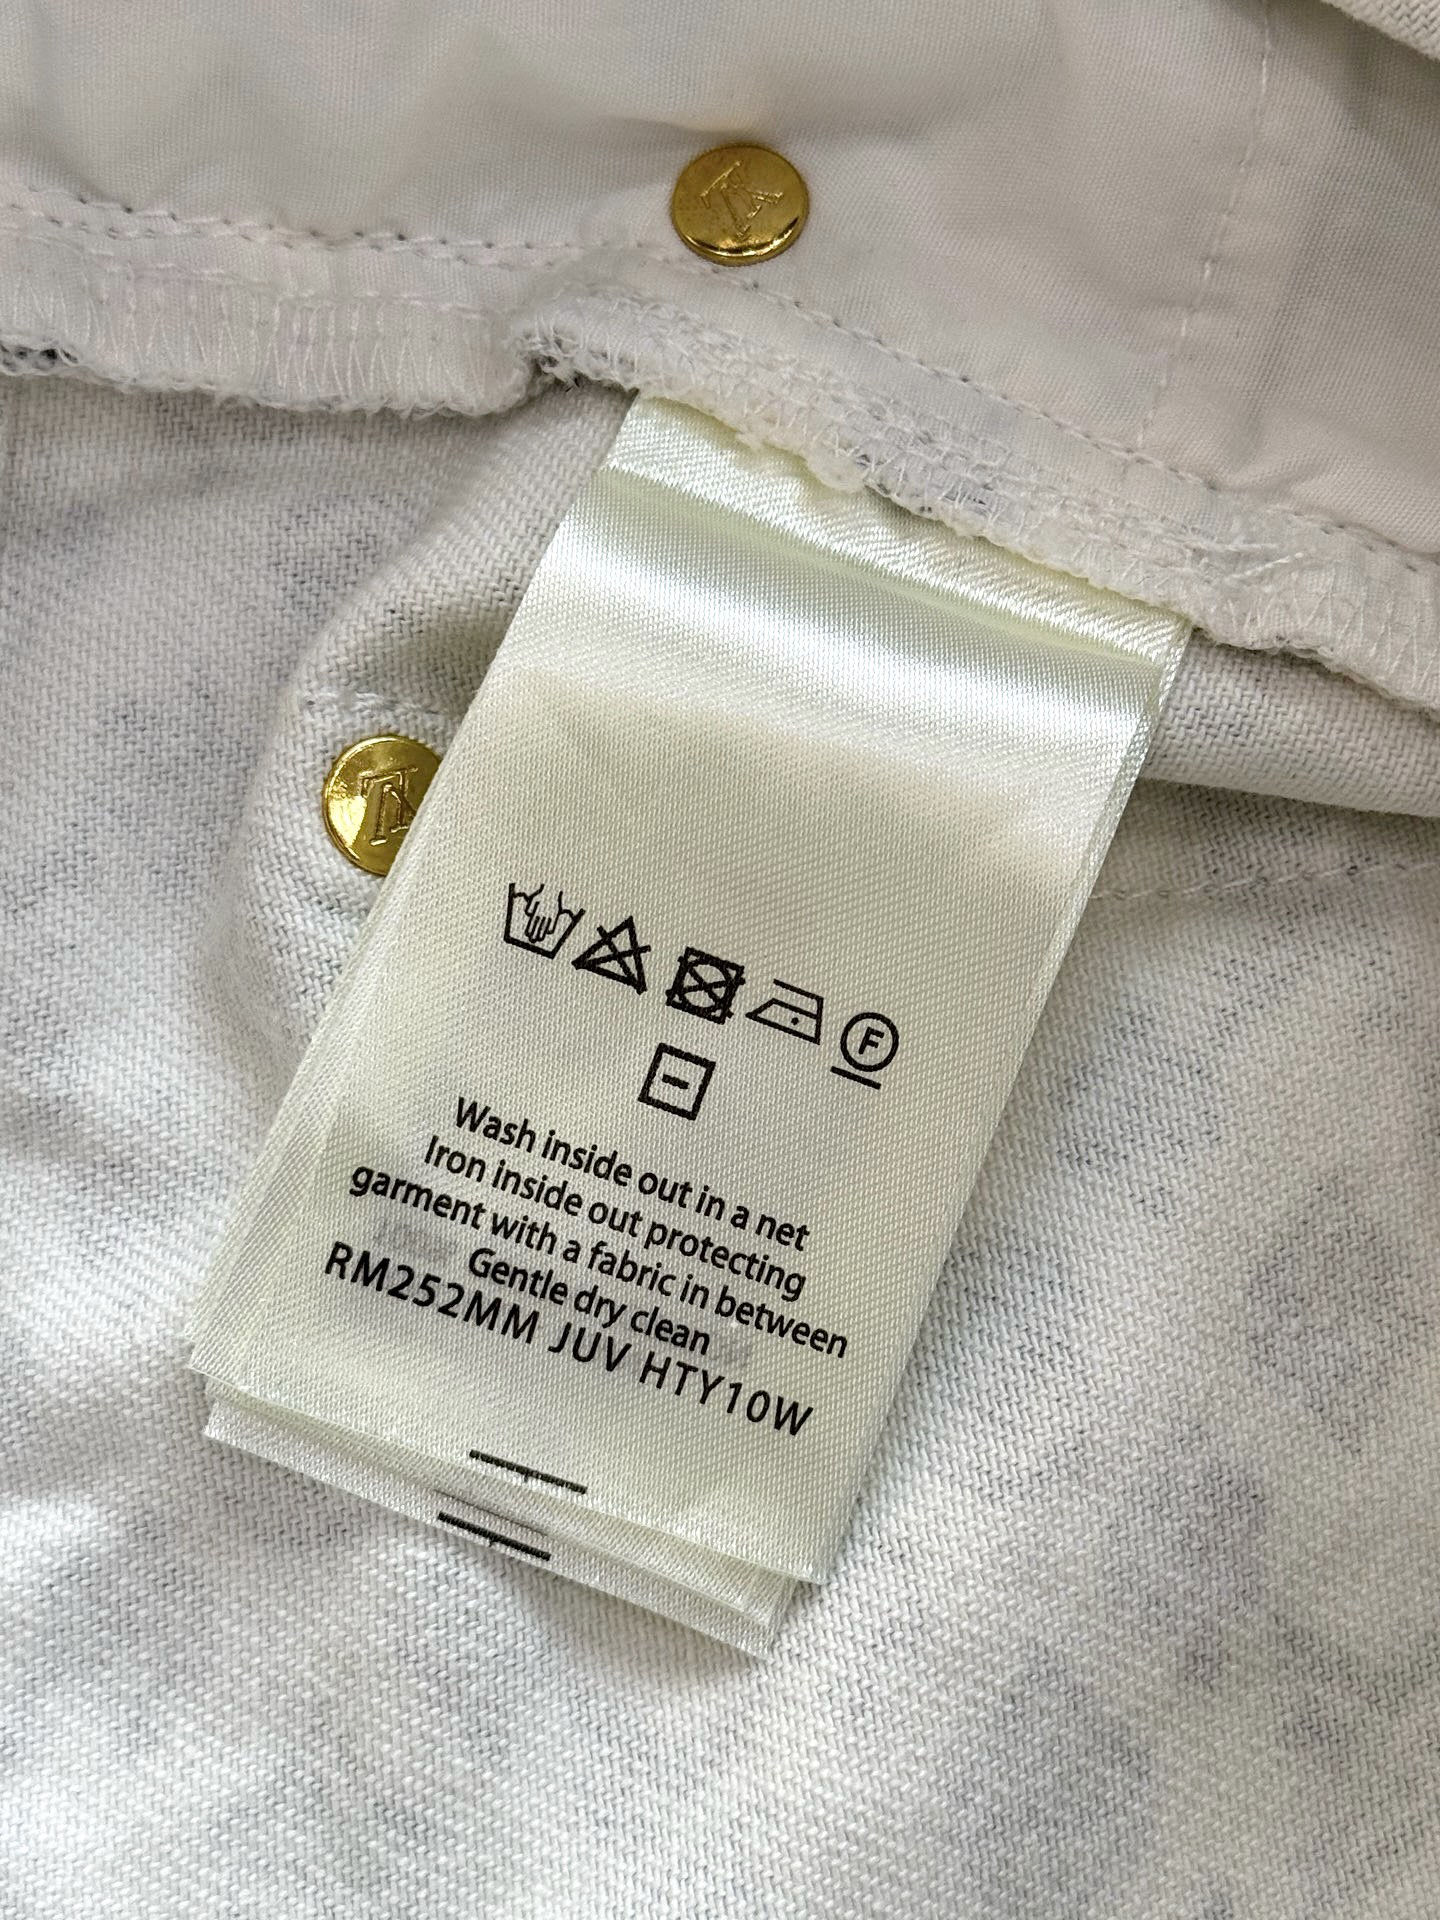 F
Wash inside out in a net
Iron inside out protecting
garment with a fabric in between
Gentle dry clean
RM252MM JUV HTY10W